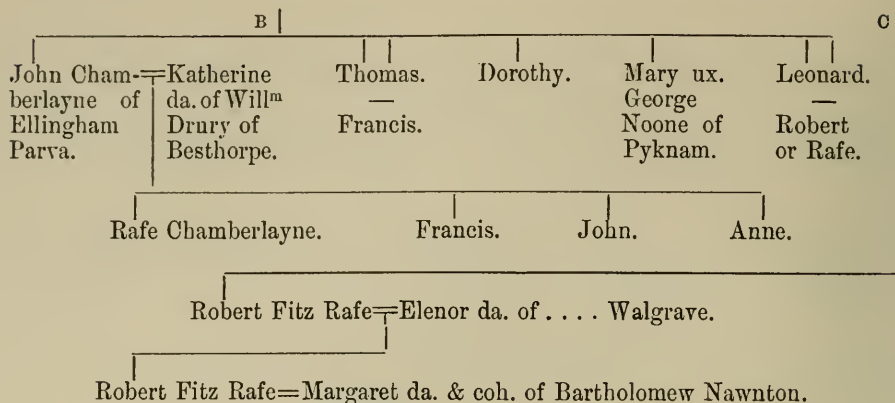 B C
John Cham- Katherine Thomas. Dorothy. Mary ux. Leonard.
berlayne of da. of Willm — George —
Ellingham Drury of Francis. Noone of Robert
Parva. Besthorpe. Pyknam. or Rafe.
Rafe Chamberlayne. Francis. John. Anne.
Robert Fitz Rafe=Elenor da. of . . . . Walgrave.
Robert Fitz Rafe=Margaret da. & coh. of Bartholomew Nawnton.